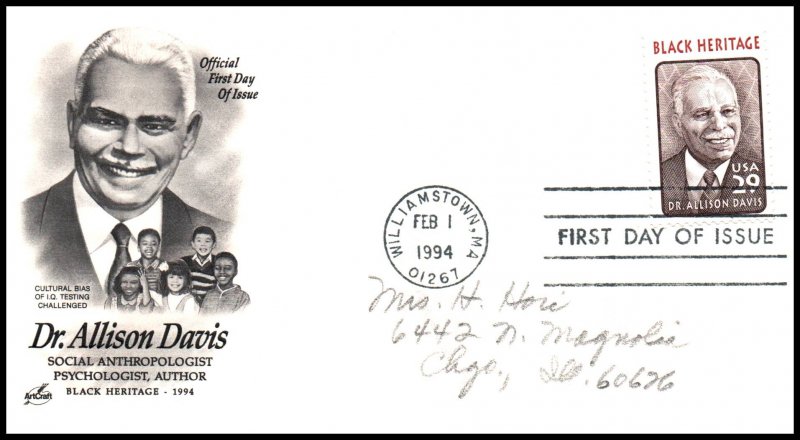 Official
First Day
Of Issue
CULTURAL BIAS
OF I.Q. TESTING
CHALLENGED
Dr. Allison Davis
SOCIAL ANTHROPOLOGIST
PSYCHOLOGIST, AUTHOR
BLACK HERITAGE - 1994
ArtCraft
BLACK HERITAGE
USA
29
DR. ALLISON DAVIS
WILLIAMSTOWN, MA
FEB 1
1994
01267
FIRST DAY OF ISSUE
Mrs. H. Hori
6442 N. Magnolia
Chgo., Ill. 60626